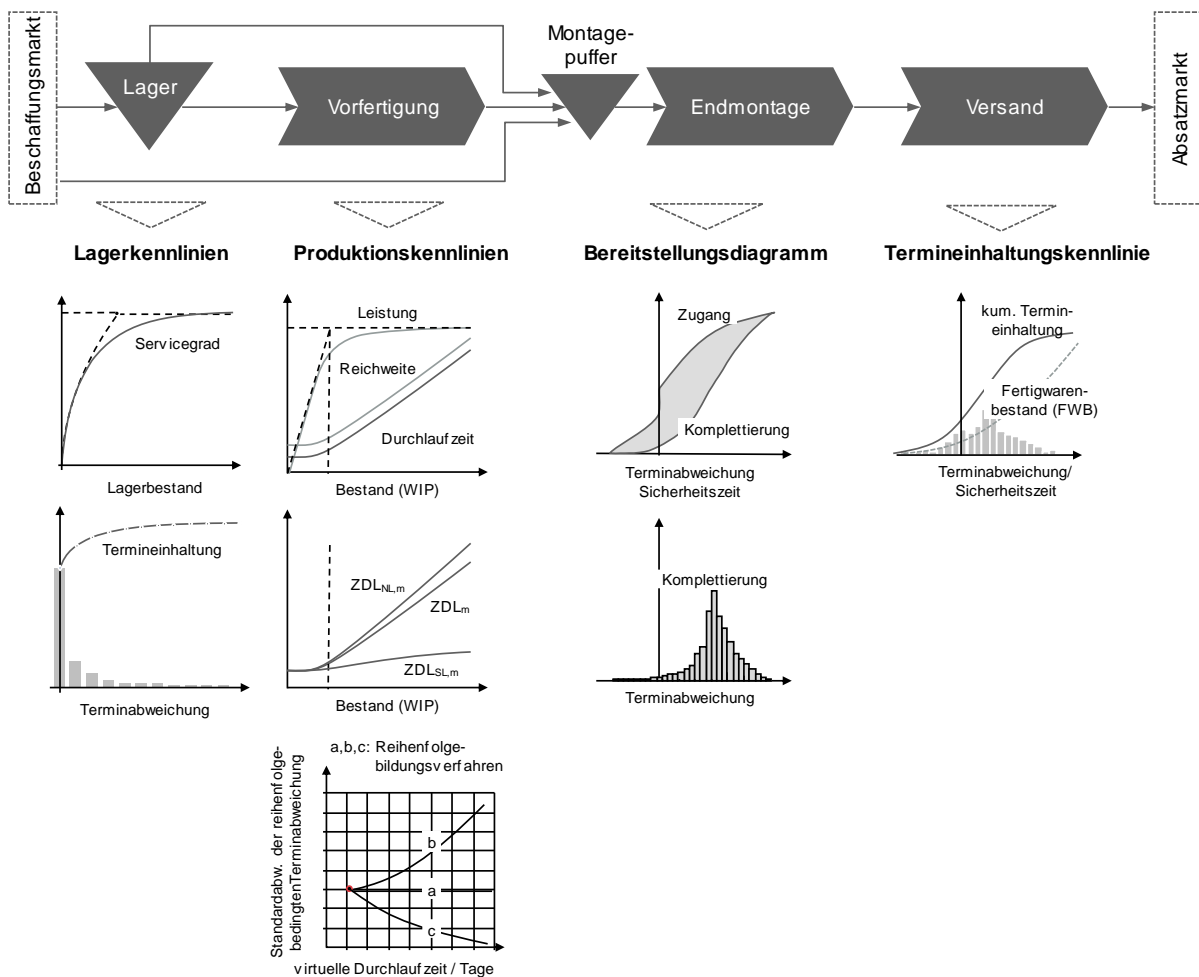 Beschaffungsmarkt
Lager
Vorfertigung
Montage-
puffer
Endmontage
Versand
Absatzmarkt
Lagerkennlinien
Produktionskennlinien
Bereitstellungsdiagramm
Termineinhaltungskennlinie
Servicegrad
Lagerbestand
Leistung
Reichweite
Durchlaufzeit
Bestand (WIP)
Zugang
Komplettierung
Terminabweichung
Sicherheitszeit
kum. Termin-
einhaltung
Fertigwaren-
bestand (FWB)
Terminabweichung/
Sicherheitszeit
Termineinhaltung
Terminabweichung
ZDL_NL,m
ZDL_m
ZDL_SL,m
Bestand (WIP)
Komplettierung
Terminabweichung
a,b,c: Reihenfolge-
bildungsverfahren
Standardabw. der reihenfolge-
bedingten Terminabweichung
b
a
c
virtuelle Durchlaufzeit / Tage